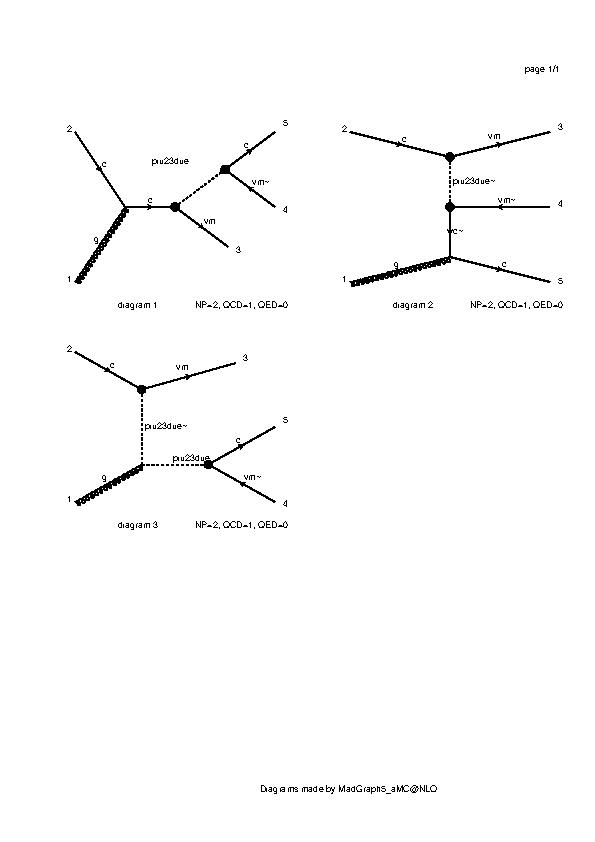 page 1/1
2
c
g
1
c
piu23due
vm
3
c
5
vm~
4
diagram 1 NP=2, QCD=1, QED=0
2
c
vm
3
piu23due~
vm~
4
c~
g
1
c
5
diagram 2 NP=2, QCD=1, QED=0
2
c
vm
3
piu23due~
g
1
piu23due
c
5
vm~
4
diagram 3 NP=2, QCD=1, QED=0
Diagrams made by MadGraph5_aMC@NLO